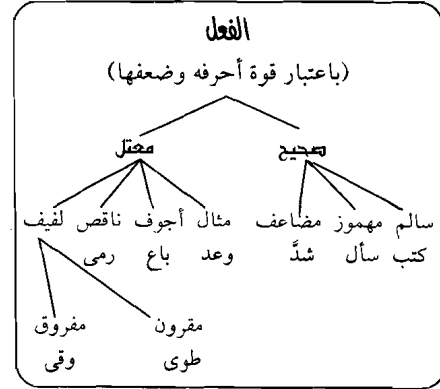 الفعل
(باعتبار قوة أحرفه وضعفها)
صحيح معتل
سالم مهموز مضاعف مثال أجوف ناقص لفيف
كتب سأل شدَّ وعد باع رمى
مقرون مفروق
طوى وقى